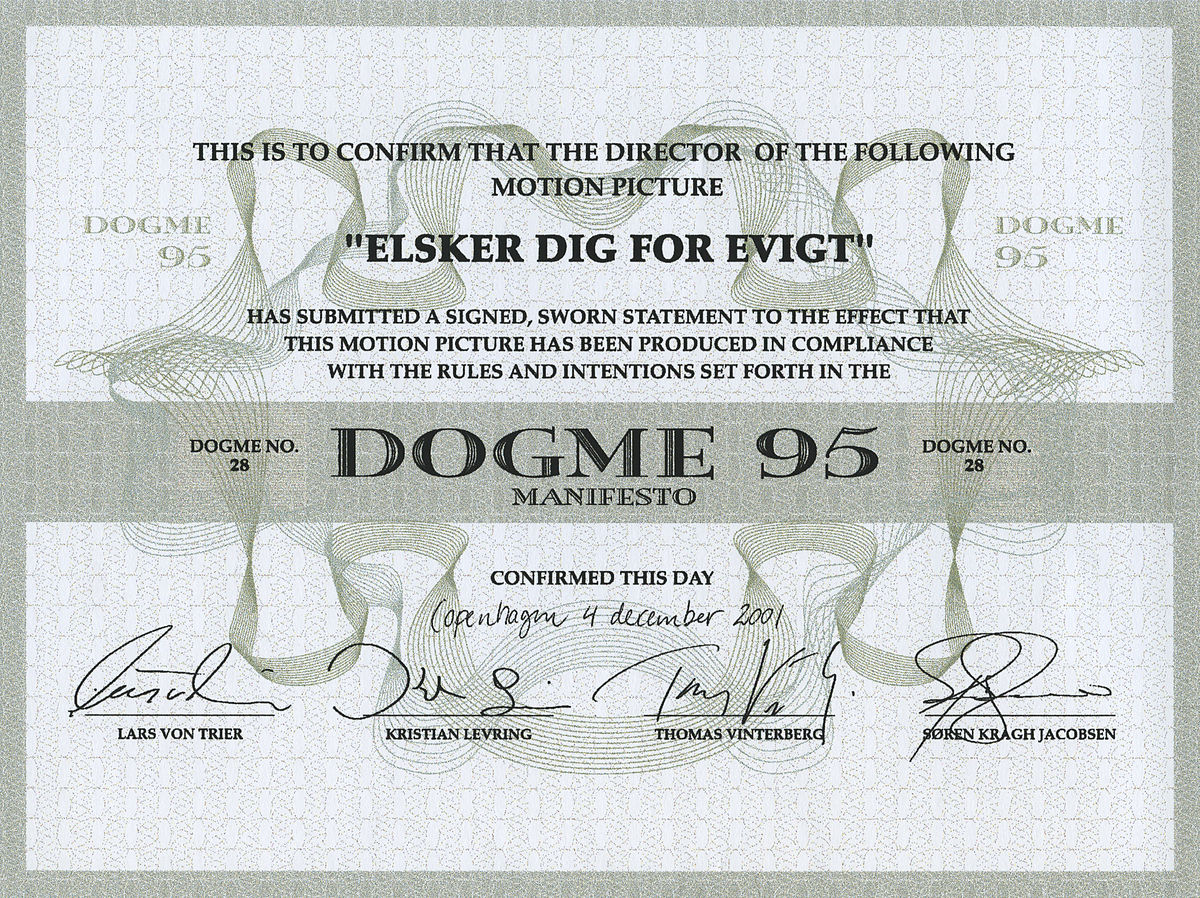 THIS IS TO CONFIRM THAT THE DIRECTOR OF THE FOLLOWING
MOTION PICTURE
DOGME
95
DOGME
95
"ELSKER DIG FOR EVIGT"
HAS SUBMITTED A SIGNED, SWORN STATEMENT TO THE EFFECT THAT
THIS MOTION PICTURE HAS BEEN PRODUCED IN COMPLIANCE
WITH THE RULES AND INTENTIONS SET FORTH IN THE
DOGME NO.
28
DOGME 95
MANIFESTO
DOGME NO.
28
CONFIRMED THIS DAY
Copenhagen 4 december 2001
LARS VON TRIER
KRISTIAN LEVRING
THOMAS VINTERBERG
SØREN KRAGH JACOBSEN